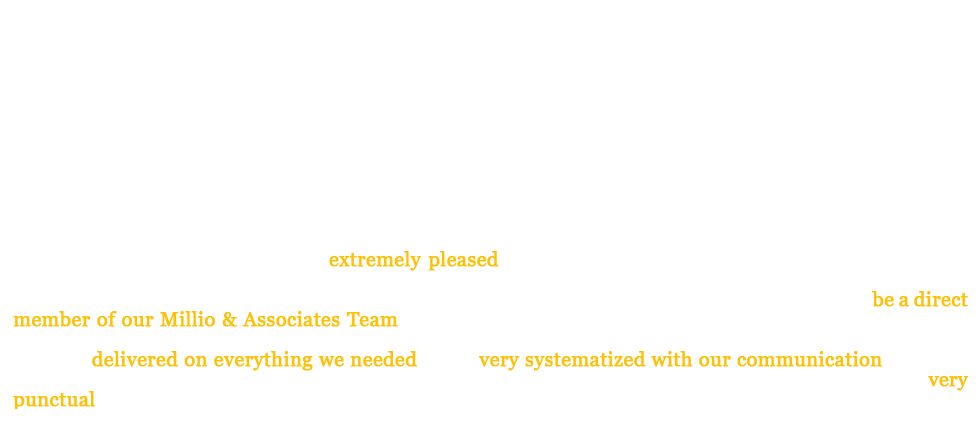 extremely pleased
be a direct
member of our Millio & Associates Team
delivered on everything we needed very systematized with our communication
very
punctual